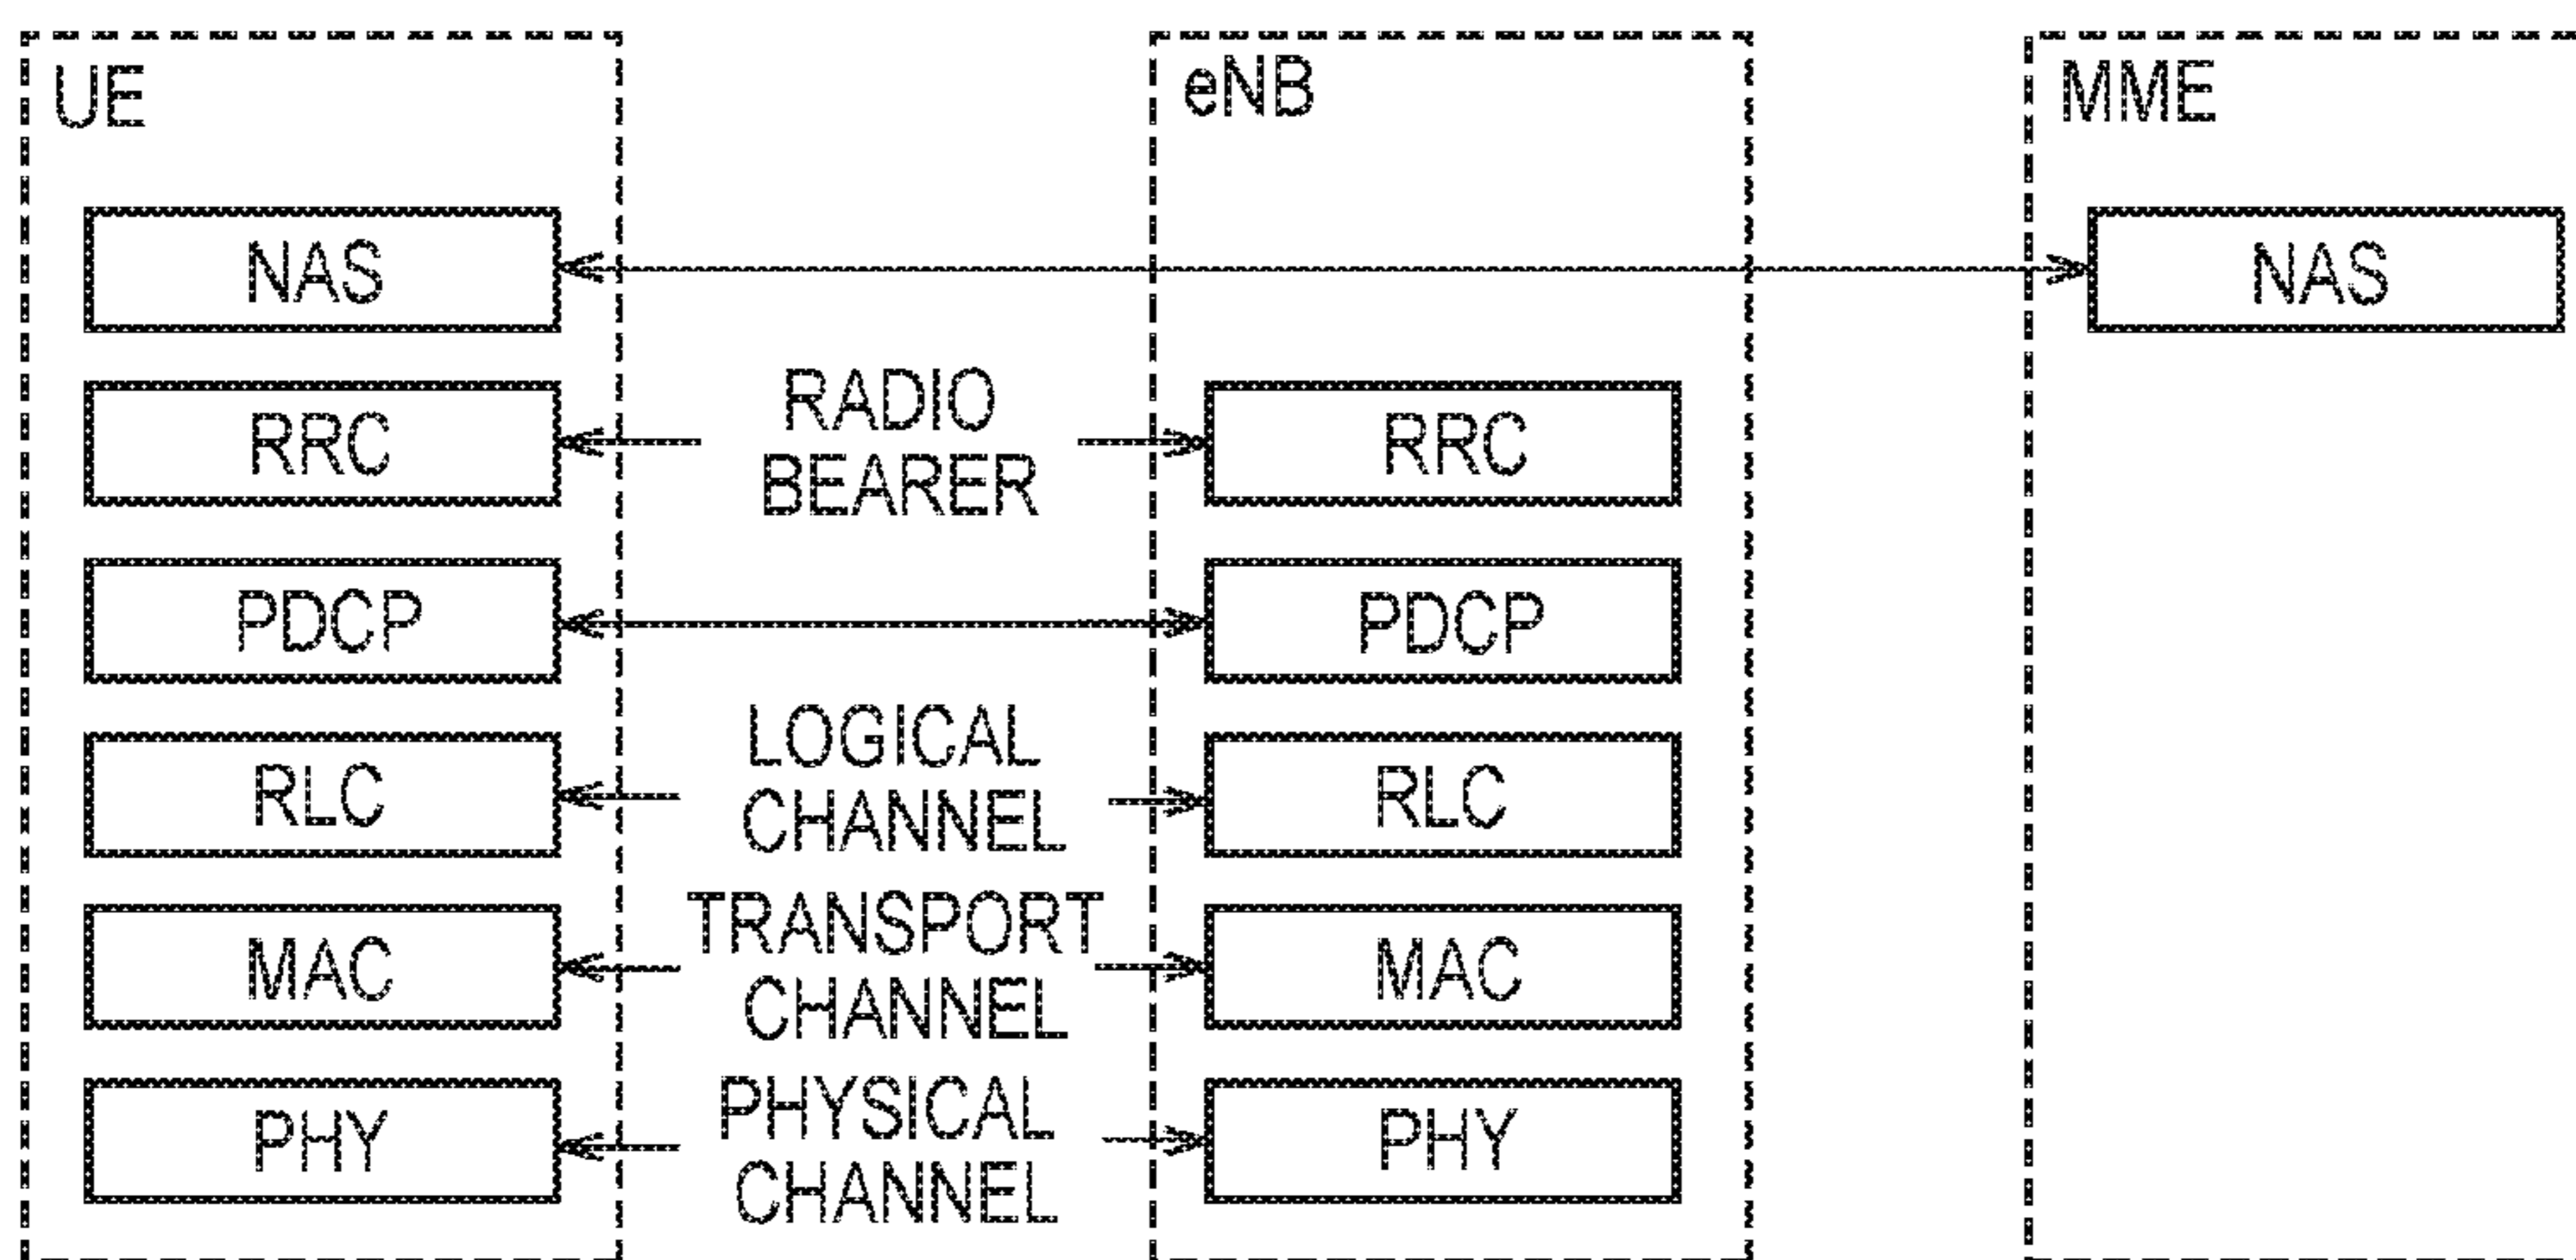 UE
eNB
MME
NAS
NAS
RRC
RADIO
BEARER
RRC
PDCP
PDCP
RLC
LOGICAL
CHANNEL
RLC
MAC
TRANSPORT
CHANNEL
MAC
PHY
PHYSICAL
CHANNEL
PHY